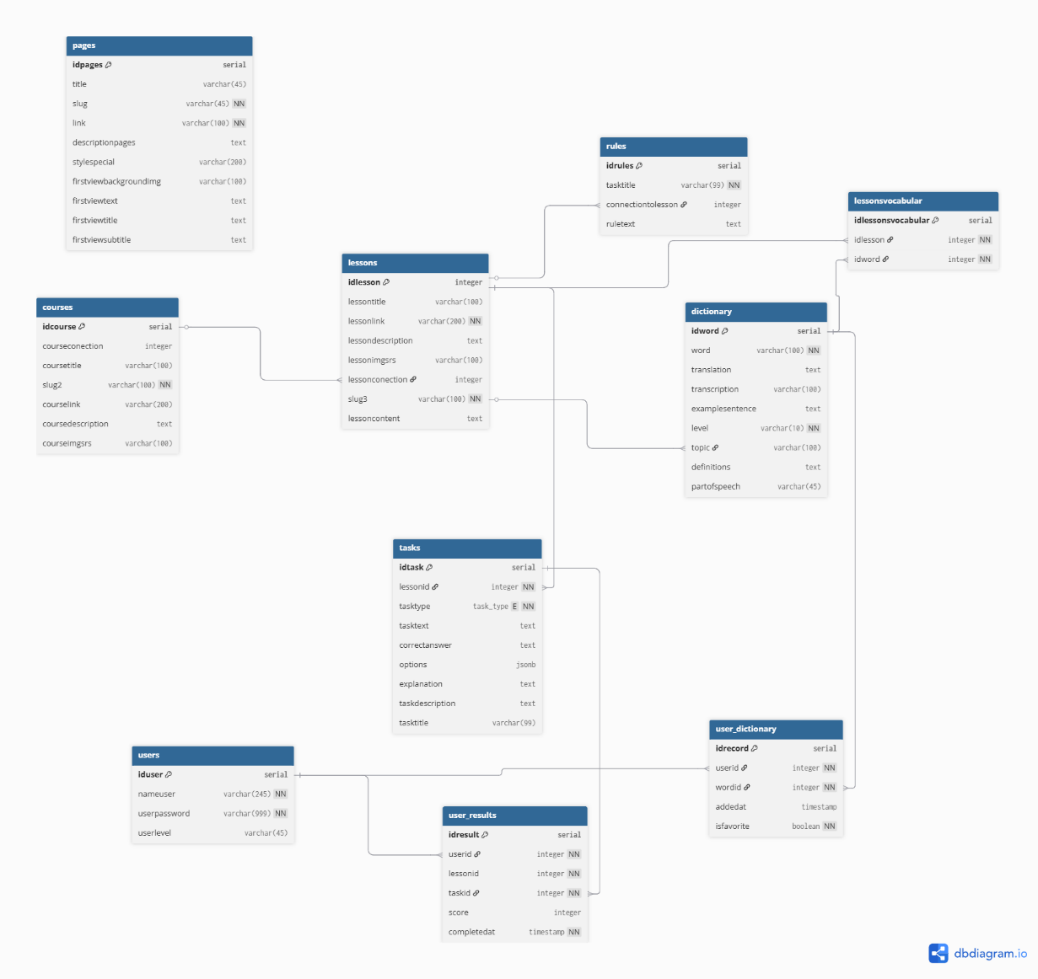 pages
idpages serial
title varchar(45)
slug varchar(45) NN
link varchar(100) NN
descriptionpages text
stylespecial varchar(200)
firstviewbackgroundimg varchar(100)
firstviewtext text
firstviewtitle text
firstviewsubtitle text
rules
idrules serial
tasktitle varchar(99) NN
connectiontolesson integer
ruletext text
lessonsvocabular
idlessonsvocabular serial
idlesson integer NN
idword integer NN
lessons
idlesson integer
lessontitle varchar(100)
lessonlink varchar(200) NN
lessondescription text
lessonimgsrs varchar(100)
lessonconection integer
slug3 varchar(100) NN
lessoncontent text
courses
idcourse serial
courseconection integer
coursetitle varchar(100)
slug2 varchar(100) NN
courselink varchar(200)
coursedescription text
courseimgsrs varchar(100)
dictionary
idword serial
word varchar(100) NN
translation text
transcription varchar(100)
examplesentence text
level varchar(10) NN
topic varchar(100)
definitions text
partofspeech varchar(45)
tasks
idtask serial
lessonid integer NN
tasktype task_type E NN
tasktext text
correctanswer text
options jsonb
explanation text
taskdescription text
tasktitle varchar(99)
user_dictionary
idrecord serial
userid integer NN
wordid integer NN
addedat timestamp
isfavorite boolean NN
users
iduser serial
nameuser varchar(245) NN
userpassword varchar(999) NN
userlevel varchar(45)
user_results
idresult serial
userid integer NN
lessonid integer NN
taskid integer NN
score integer
completedat timestamp NN
dbdiagram.io